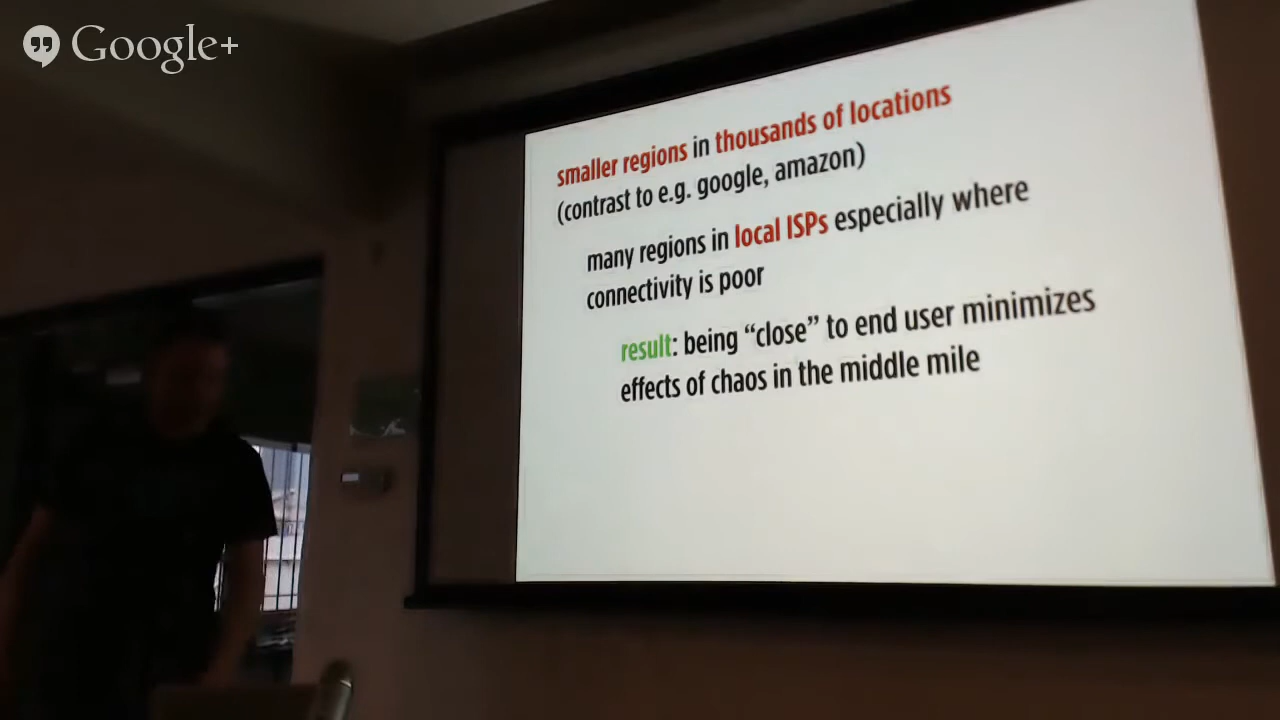 Google+
smaller regions in thousands of locations
(contrast to e.g. google, amazon)
many regions in local ISPs especially where
connectivity is poor
result: being “close” to end user minimizes
effects of chaos in the middle mile